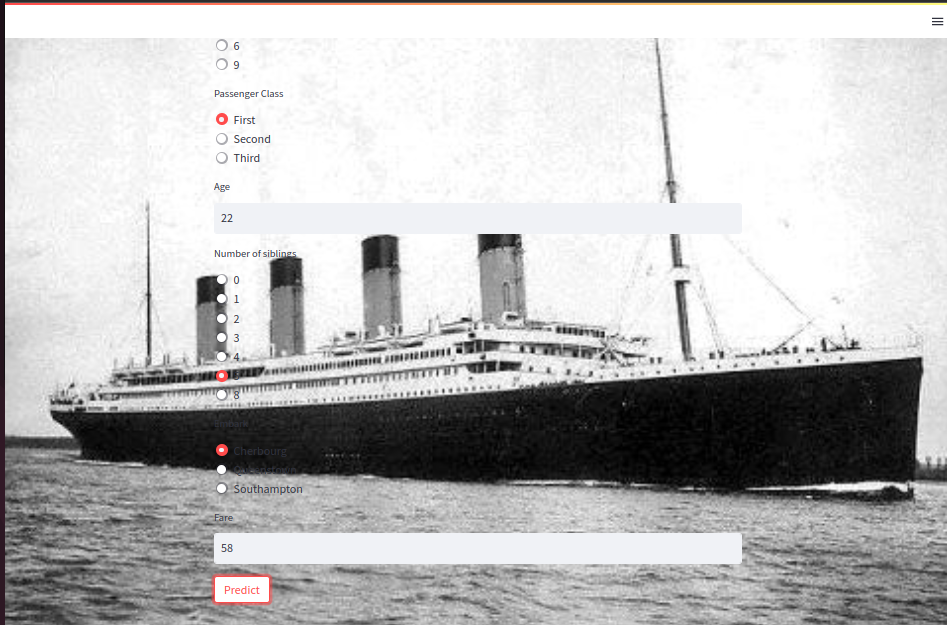 6
9
Passenger Class
First
Second
Third
Age
22
Number of siblings
0
1
2
3
4
8
Cherbourg
Southampton
Fare
58
Predict